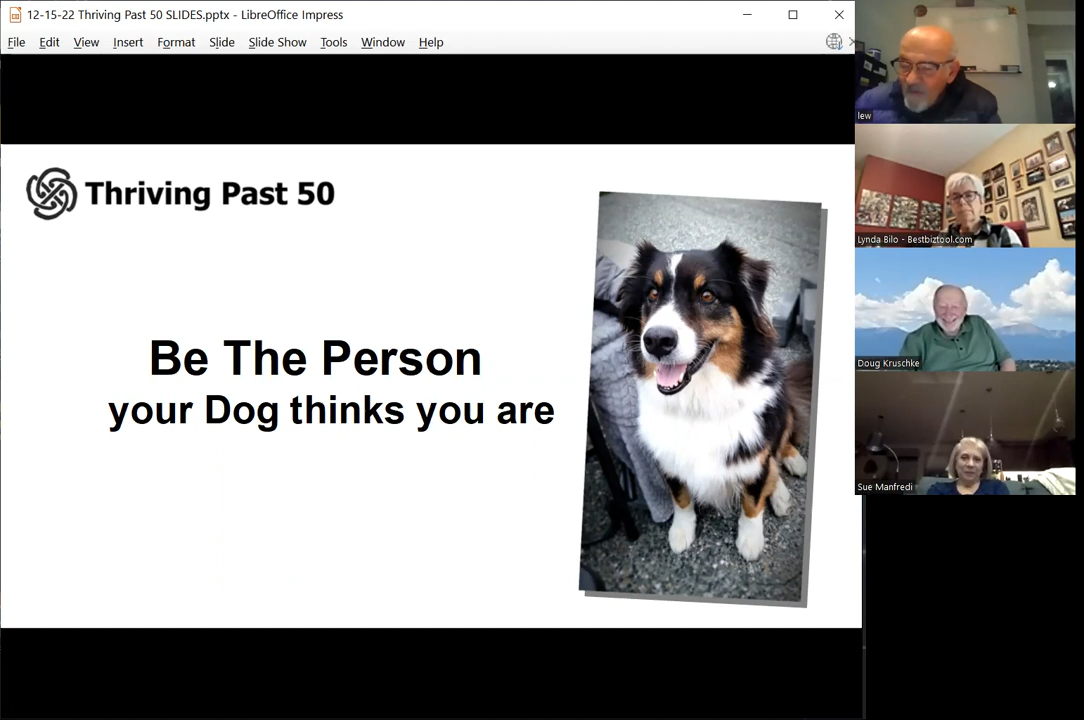 12-15-22 Thriving Past 50 SLIDES.pptx - LibreOffice Impress
File Edit View Insert Format Slide Slide Show Tools Window Help
Thriving Past 50
Be The Person
your Dog thinks you are
lew
Lynda Bilo - Bestbiztool.com
Doug Kruschke
Sue Manfredi